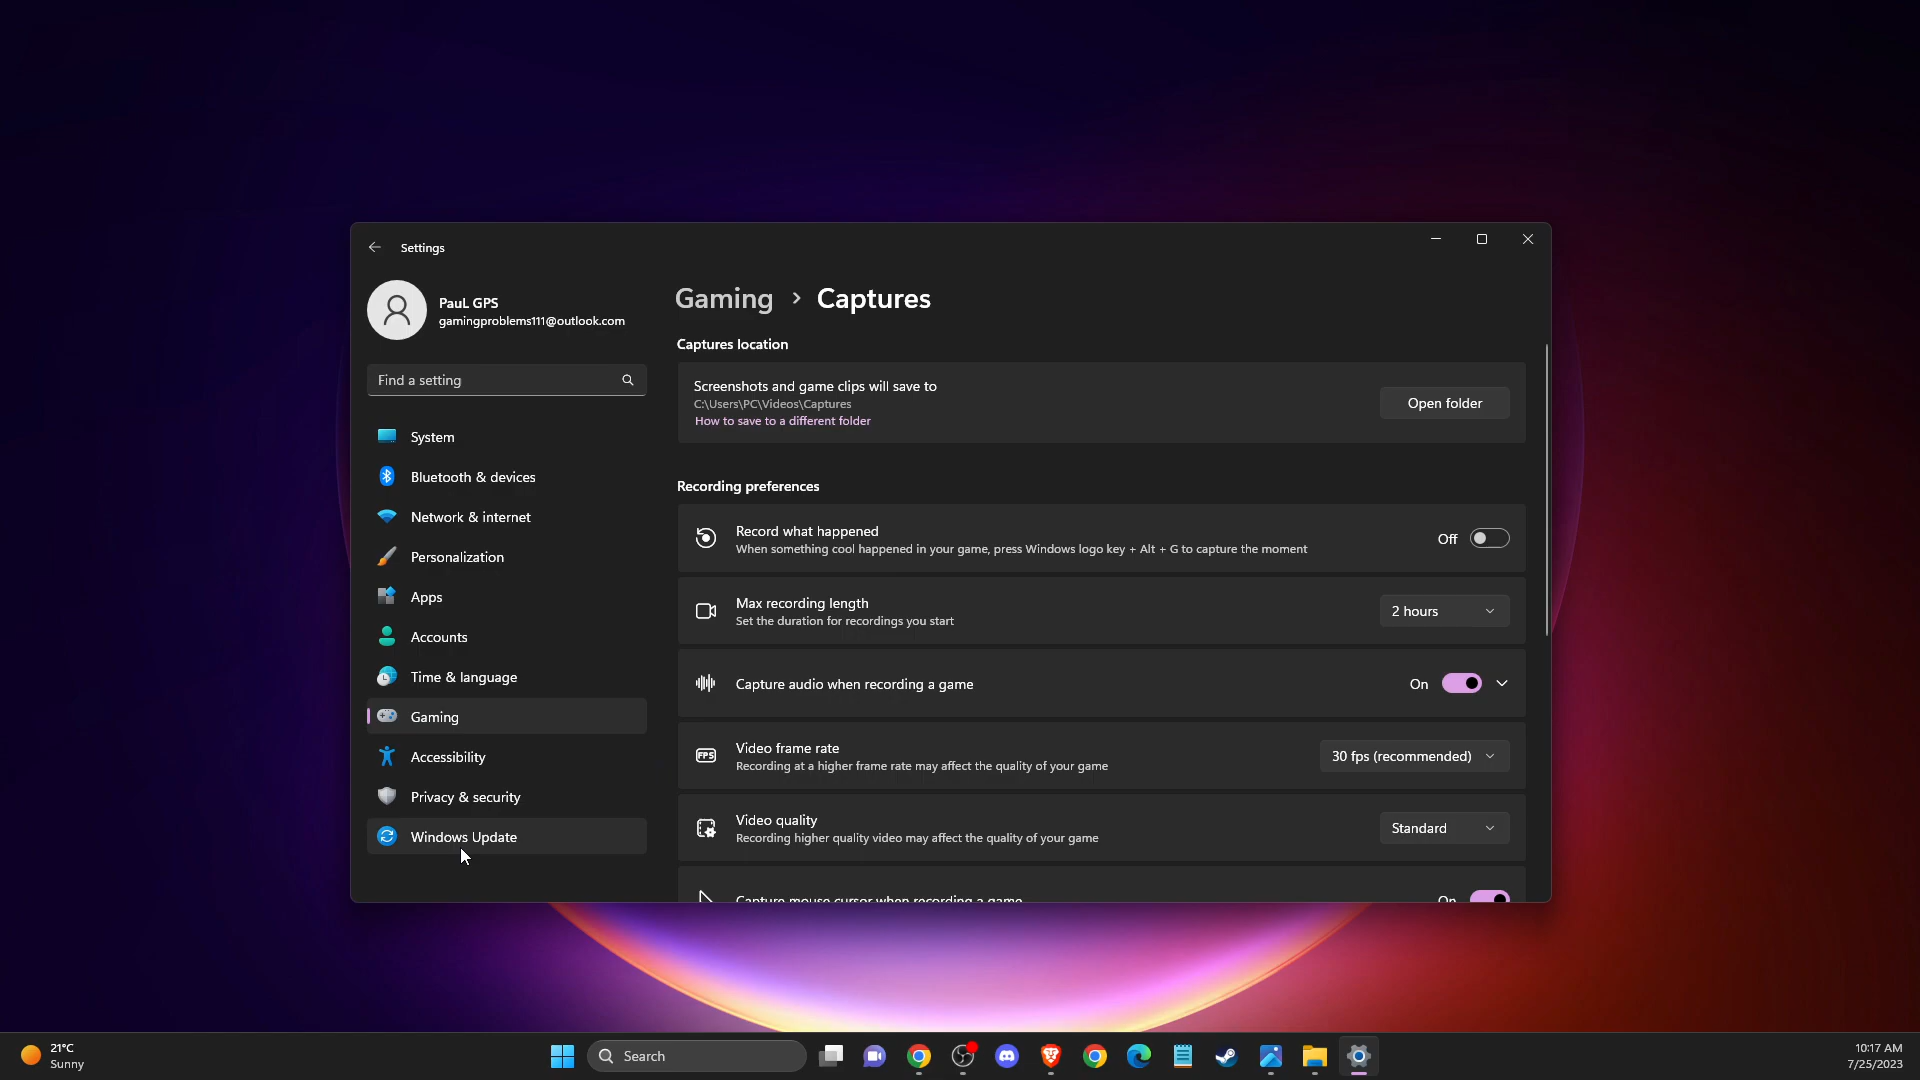 Settings
PauL GPS
gamingproblems111@outlook.com
Find a setting
System
Bluetooth & devices
Network & internet
Personalization
Apps
Accounts
Time & language
Gaming
Accessibility
Privacy & security
Windows Update
Gaming › Captures
Captures location
Screenshots and game clips will save to
C:\Users\PC\Videos\Captures
How to save to a different folder
Open folder
Recording preferences
Record what happened
When something cool happened in your game, press Windows logo key + Alt + G to capture the moment
Off
Max recording length
Set the duration for recordings you start
2 hours
Capture audio when recording a game
On
FPS
Video frame rate
Recording at a higher frame rate may affect the quality of your game
30 fps (recommended)
Video quality
Recording higher quality video may affect the quality of your game
Standard
Capture mouse cursor when recording a game
On
21°C
Sunny
Search
10:17 AM
7/25/2023